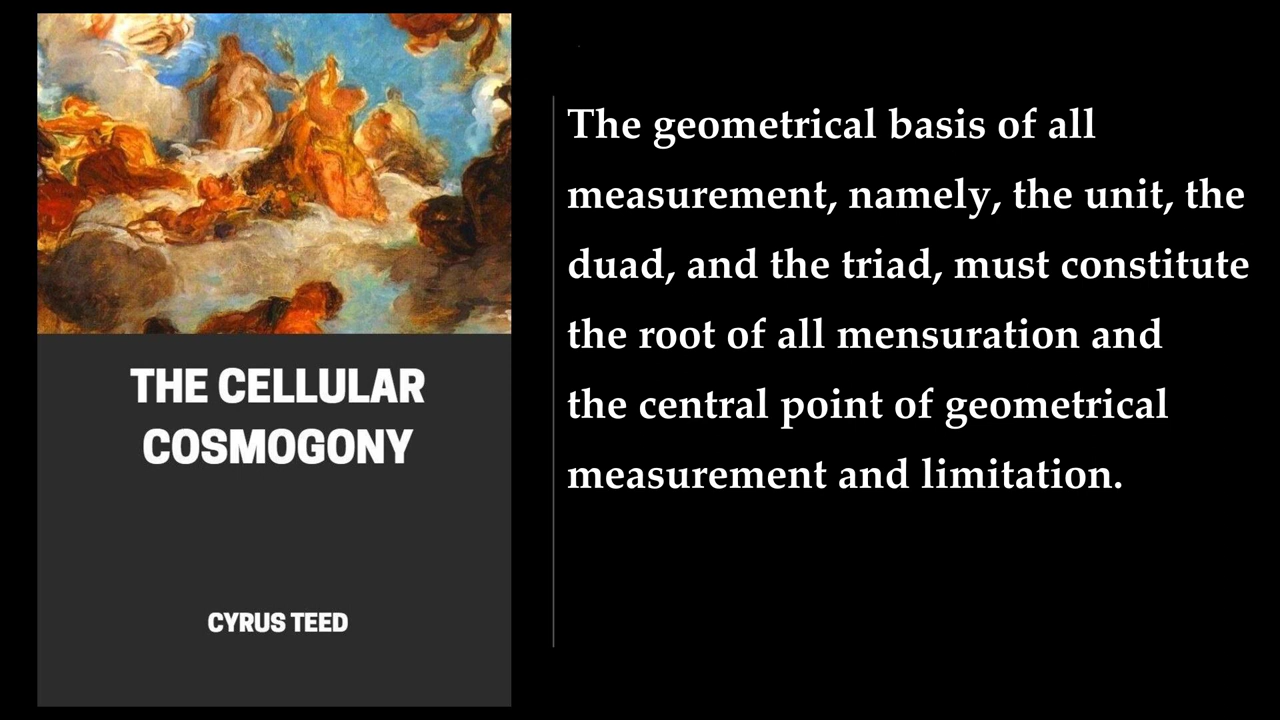 THE CELLULAR
COSMOGONY
CYRUS TEED
The geometrical basis of all
measurement, namely, the unit, the
duad, and the triad, must constitute
the root of all mensuration and
the central point of geometrical
measurement and limitation.